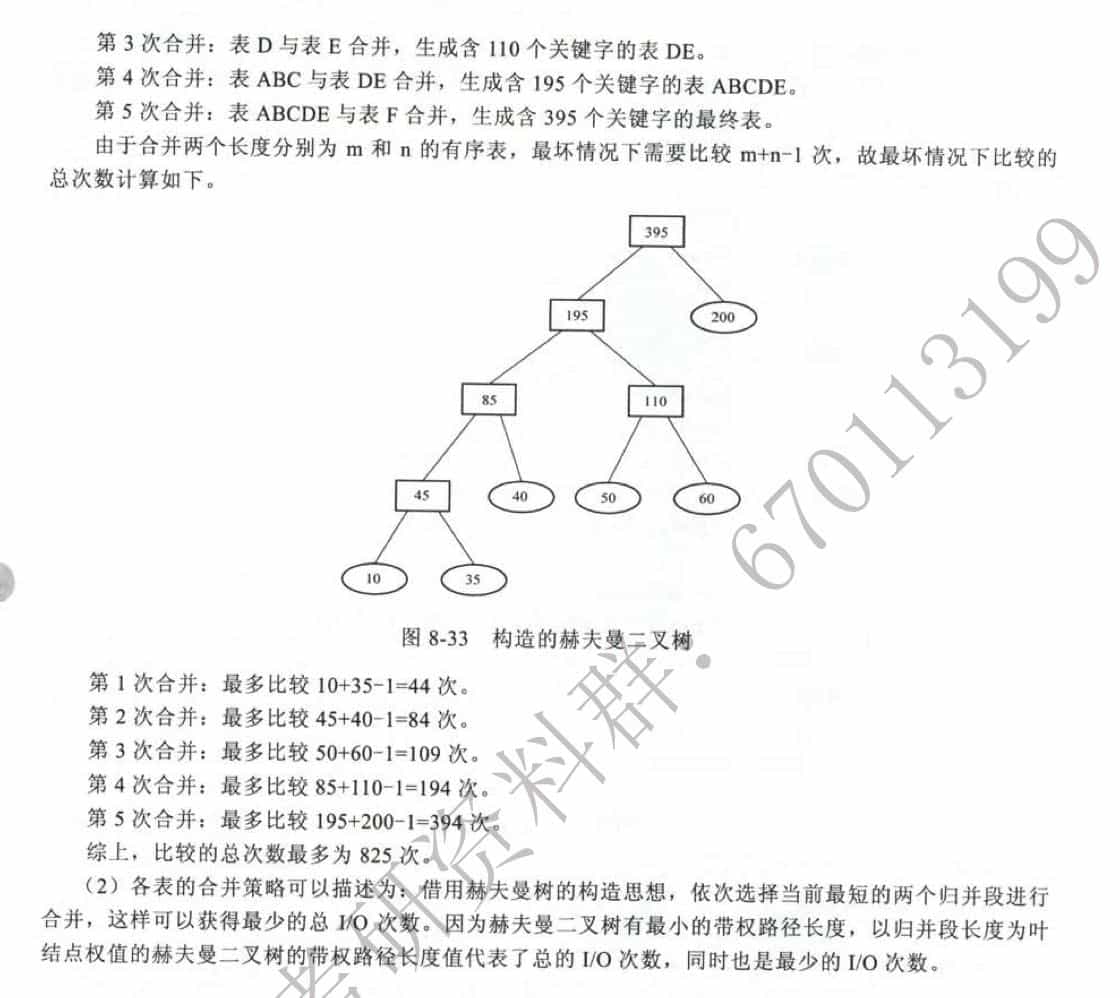 第 3 次合并：表 D 与表 E 合并，生成含 110 个关键字的表 DE。
第 4 次合并：表 ABC 与表 DE 合并，生成含 195 个关键字的表 ABCDE。
第 5 次合并：表 ABCDE 与表 F 合并，生成含 395 个关键字的最终表。
由于合并两个长度分别为 m 和 n 的有序表，最坏情况下需要比较 m+n-1 次，故最坏情况下比较的
总次数计算如下。
395
195
200
85
110
45
40
50
60
10
35
图 8-33 构造的赫夫曼二叉树
第 1 次合并：最多比较 10+35-1=44 次。
第 2 次合并：最多比较 45+40-1=84 次。
第 3 次合并：最多比较 50+60-1=109 次。
第 4 次合并：最多比较 85+110-1=194 次。
第 5 次合并：最多比较 195+200-1=394 次。
综上，比较的总次数最多为 825 次。
（2）各表的合并策略可以描述为：借用赫夫曼树的构造思想，依次选择当前最短的两个归并段进行
合并，这样可以获得最少的总 I/O 次数。因为赫夫曼二叉树有最小的带权路径长度，以归并段长度为叶
结点权值的赫夫曼二叉树的带权路径长度值代表了总的 I/O 次数，同时也是最少的 I/O 次数。
考研资料群：670113199